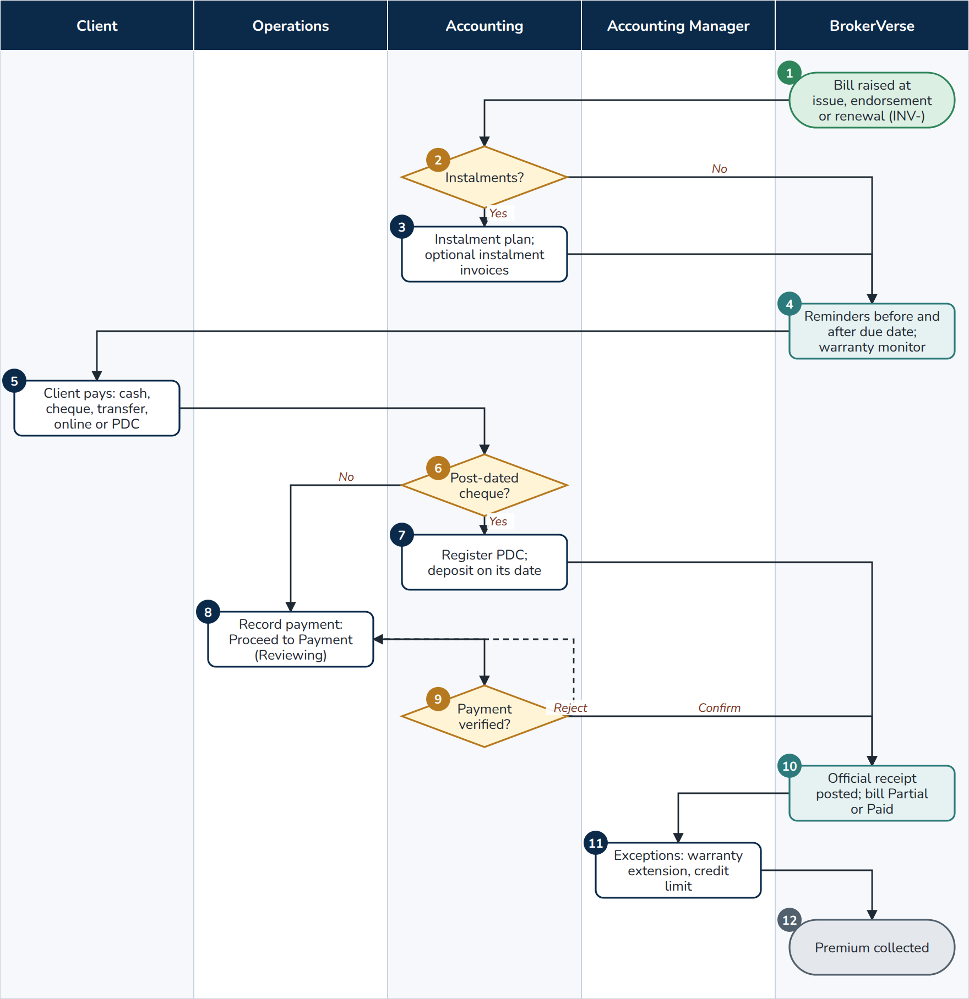 Client
Operations
Accounting
Accounting Manager
BrokerVerse
1
Bill raised at
issue, endorsement
or renewal (INV-)
2
Instalments?
No
Yes
3
Instalment plan;
optional instalment
invoices
4
Reminders before and
after due date;
warranty monitor
5
Client pays: cash,
cheque, transfer,
online or PDC
6
Post-dated
cheque?
No
Yes
7
Register PDC;
deposit on its date
8
Record payment:
Proceed to Payment
(Reviewing)
9
Payment
verified?
Reject
Confirm
10
Official receipt
posted; bill Partial
or Paid
11
Exceptions: warranty
extension, credit
limit
12
Premium collected